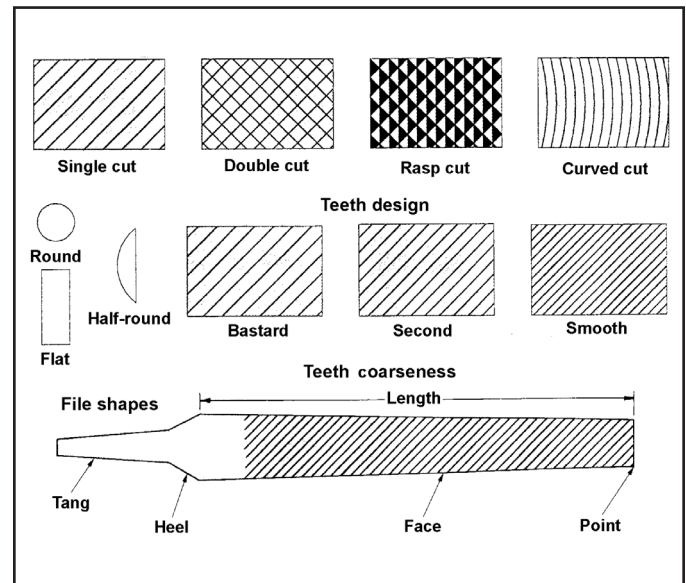 Single cut
Double cut
Rasp cut
Curved cut
Teeth design
Round
Half-round
Flat
Bastard
Second
Smooth
Teeth coarseness
File shapes
Length
Tang
Heel
Face
Point